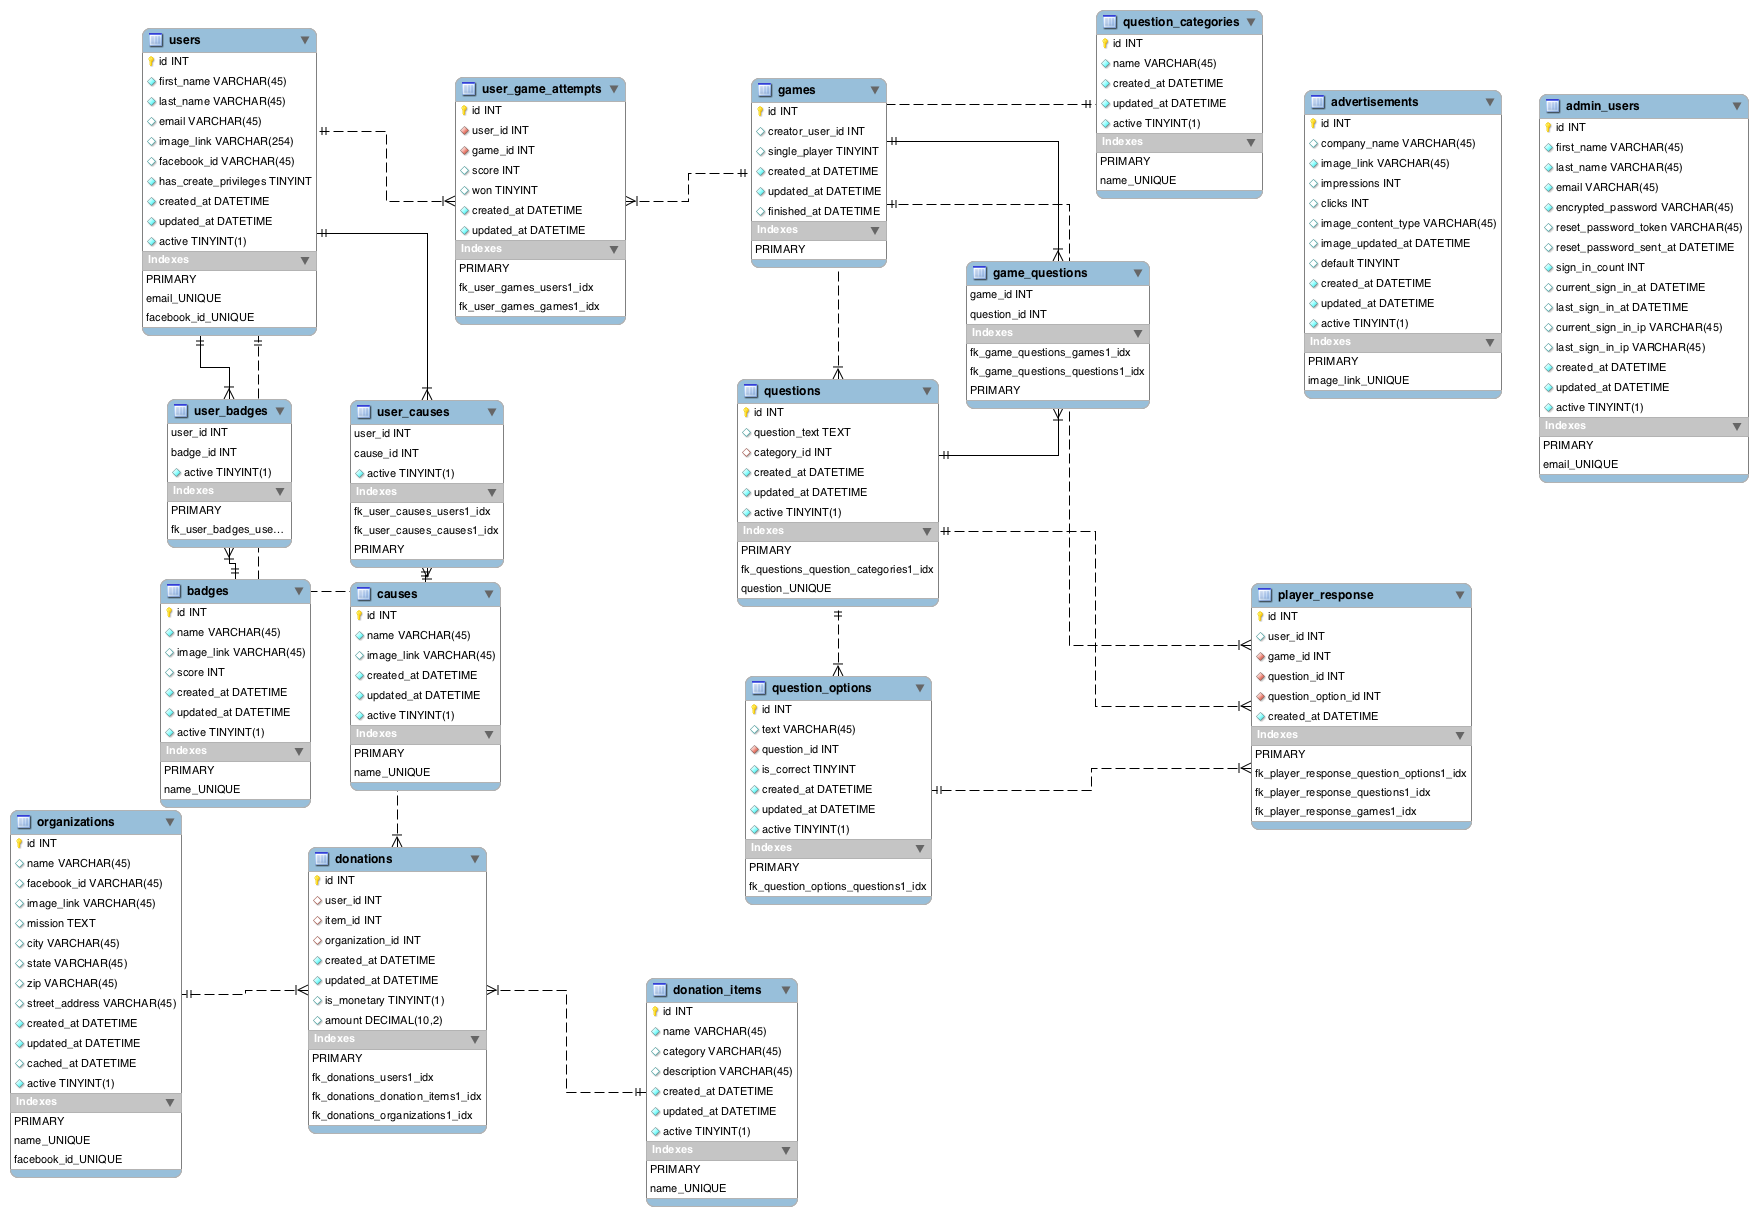 users
id INT
first_name VARCHAR(45)
last_name VARCHAR(45)
email VARCHAR(45)
image_link VARCHAR(254)
facebook_id VARCHAR(45)
has_create_privileges TINYINT
created_at DATETIME
updated_at DATETIME
active TINYINT(1)
Indexes
PRIMARY
email_UNIQUE
facebook_id_UNIQUE
user_game_attempts
id INT
user_id INT
game_id INT
score INT
won TINYINT
created_at DATETIME
updated_at DATETIME
Indexes
PRIMARY
fk_user_games_users1_idx
fk_user_games_games1_idx
games
id INT
creator_user_id INT
single_player TINYINT
created_at DATETIME
updated_at DATETIME
finished_at DATETIME
Indexes
PRIMARY
question_categories
id INT
name VARCHAR(45)
created_at DATETIME
updated_at DATETIME
active TINYINT(1)
Indexes
PRIMARY
name_UNIQUE
advertisements
id INT
company_name VARCHAR(45)
image_link VARCHAR(45)
impressions INT
clicks INT
image_content_type VARCHAR(45)
image_updated_at DATETIME
default TINYINT
created_at DATETIME
updated_at DATETIME
active TINYINT(1)
Indexes
PRIMARY
image_link_UNIQUE
admin_users
id INT
first_name VARCHAR(45)
last_name VARCHAR(45)
email VARCHAR(45)
encrypted_password VARCHAR(45)
reset_password_token VARCHAR(45)
reset_password_sent_at DATETIME
sign_in_count INT
current_sign_in_at DATETIME
last_sign_in_at DATETIME
current_sign_in_ip VARCHAR(45)
last_sign_in_ip VARCHAR(45)
created_at DATETIME
updated_at DATETIME
active TINYINT(1)
Indexes
PRIMARY
email_UNIQUE
game_questions
game_id INT
question_id INT
Indexes
fk_game_questions_games1_idx
fk_game_questions_questions1_idx
PRIMARY
user_badges
user_id INT
badge_id INT
active TINYINT(1)
Indexes
PRIMARY
fk_user_badges_use...
user_causes
user_id INT
cause_id INT
active TINYINT(1)
Indexes
fk_user_causes_users1_idx
fk_user_causes_causes1_idx
PRIMARY
questions
id INT
question_text TEXT
category_id INT
created_at DATETIME
updated_at DATETIME
active TINYINT(1)
Indexes
PRIMARY
fk_questions_question_categories1_idx
question_UNIQUE
badges
id INT
name VARCHAR(45)
image_link VARCHAR(45)
score INT
created_at DATETIME
updated_at DATETIME
active TINYINT(1)
Indexes
PRIMARY
name_UNIQUE
causes
id INT
name VARCHAR(45)
image_link VARCHAR(45)
created_at DATETIME
updated_at DATETIME
active TINYINT(1)
Indexes
PRIMARY
name_UNIQUE
player_response
id INT
user_id INT
game_id INT
question_id INT
question_option_id INT
created_at DATETIME
Indexes
PRIMARY
fk_player_response_question_options1_idx
fk_player_response_questions1_idx
fk_player_response_games1_idx
question_options
id INT
text VARCHAR(45)
question_id INT
is_correct TINYINT
created_at DATETIME
updated_at DATETIME
active TINYINT(1)
Indexes
PRIMARY
fk_question_options_questions1_idx
organizations
id INT
name VARCHAR(45)
facebook_id VARCHAR(45)
image_link VARCHAR(45)
mission TEXT
city VARCHAR(45)
state VARCHAR(45)
zip VARCHAR(45)
street_address VARCHAR(45)
created_at DATETIME
updated_at DATETIME
cached_at DATETIME
active TINYINT(1)
Indexes
PRIMARY
name_UNIQUE
facebook_id_UNIQUE
donations
id INT
user_id INT
item_id INT
organization_id INT
created_at DATETIME
updated_at DATETIME
is_monetary TINYINT(1)
amount DECIMAL(10,2)
Indexes
PRIMARY
fk_donations_users1_idx
fk_donations_donation_items1_idx
fk_donations_organizations1_idx
donation_items
id INT
name VARCHAR(45)
category VARCHAR(45)
description VARCHAR(45)
created_at DATETIME
updated_at DATETIME
active TINYINT(1)
Indexes
PRIMARY
name_UNIQUE